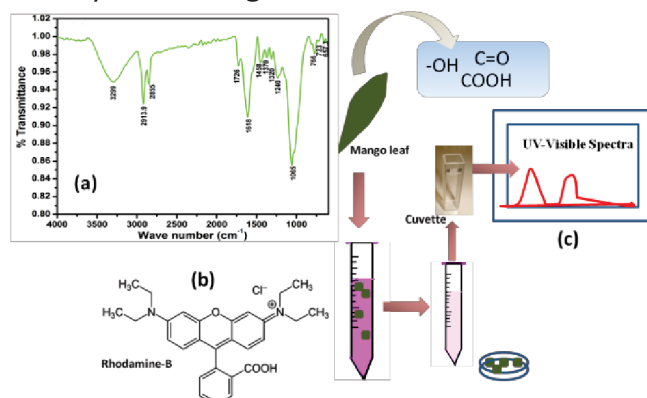 (a)
1.02
1.00
0.98
0.96
0.94
0.92
0.90
0.88
0.86
0.84
0.82
0.80
% Transmittance
4000 3500 3000 2500 2000 1500 1000
Wave number (cm⁻¹)
3299
2913.9
2855
1726
1618
1320
1240
1065
-OH
C=O
COOH
Mango leaf
Cuvette
UV-Visible Spectra
(c)
(b)
Cl⁻
H₃C
CH₃
N
O
N
+
H₃C
CH₃
COOH
Rhodamine-B